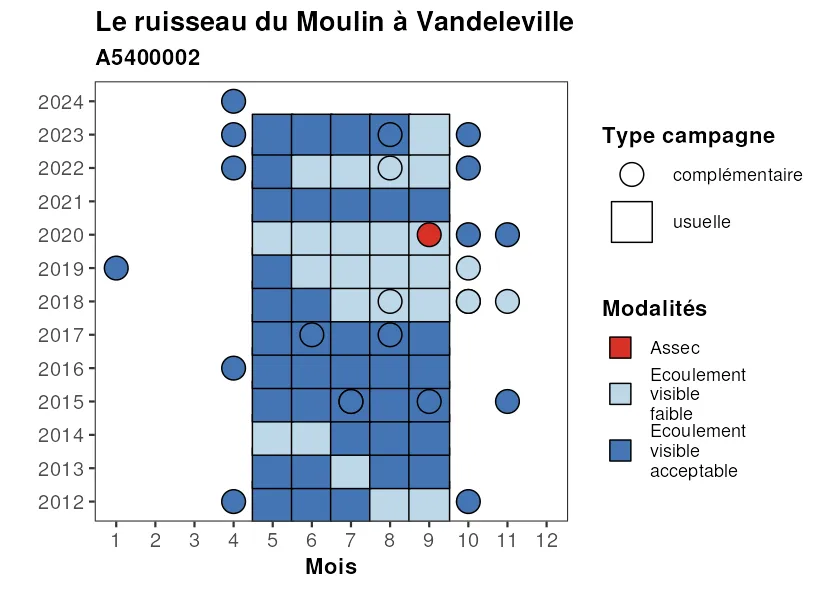 Le ruisseau du Moulin à Vandeleville
A5400002
2024
2023
2022
2021
2020
2019
2018
2017
2016
2015
2014
2013
2012
1 2 3 4 5 6 7 8 9 10 11 12
Mois
Type campagne
complémentaire
usuelle
Modalités
Assec
Ecoulement
visible
faible
Ecoulement
visible
acceptable